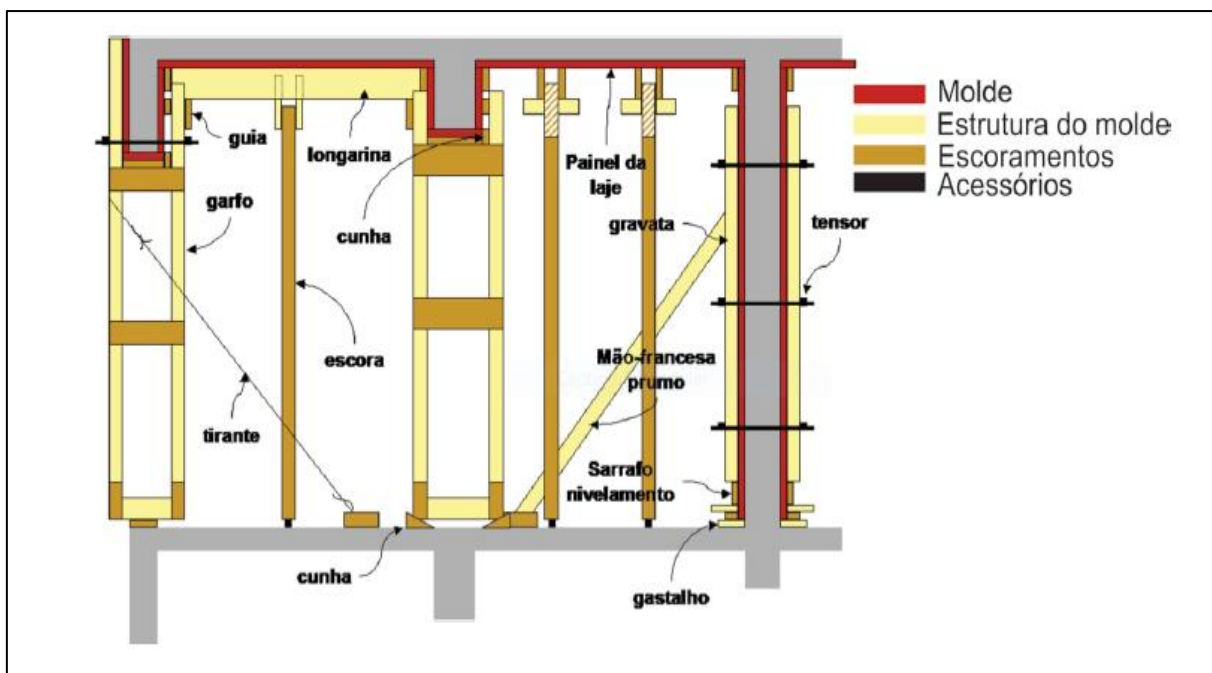 Molde
Estrutura do molde
Escoramentos
Acessórios
guia
longarina
Painel da
laje
garfo
cunha
gravata
tensor
escora
Mão-francesa
prumo
tirante
Sarrafo
nivelamento
cunha
gastalho